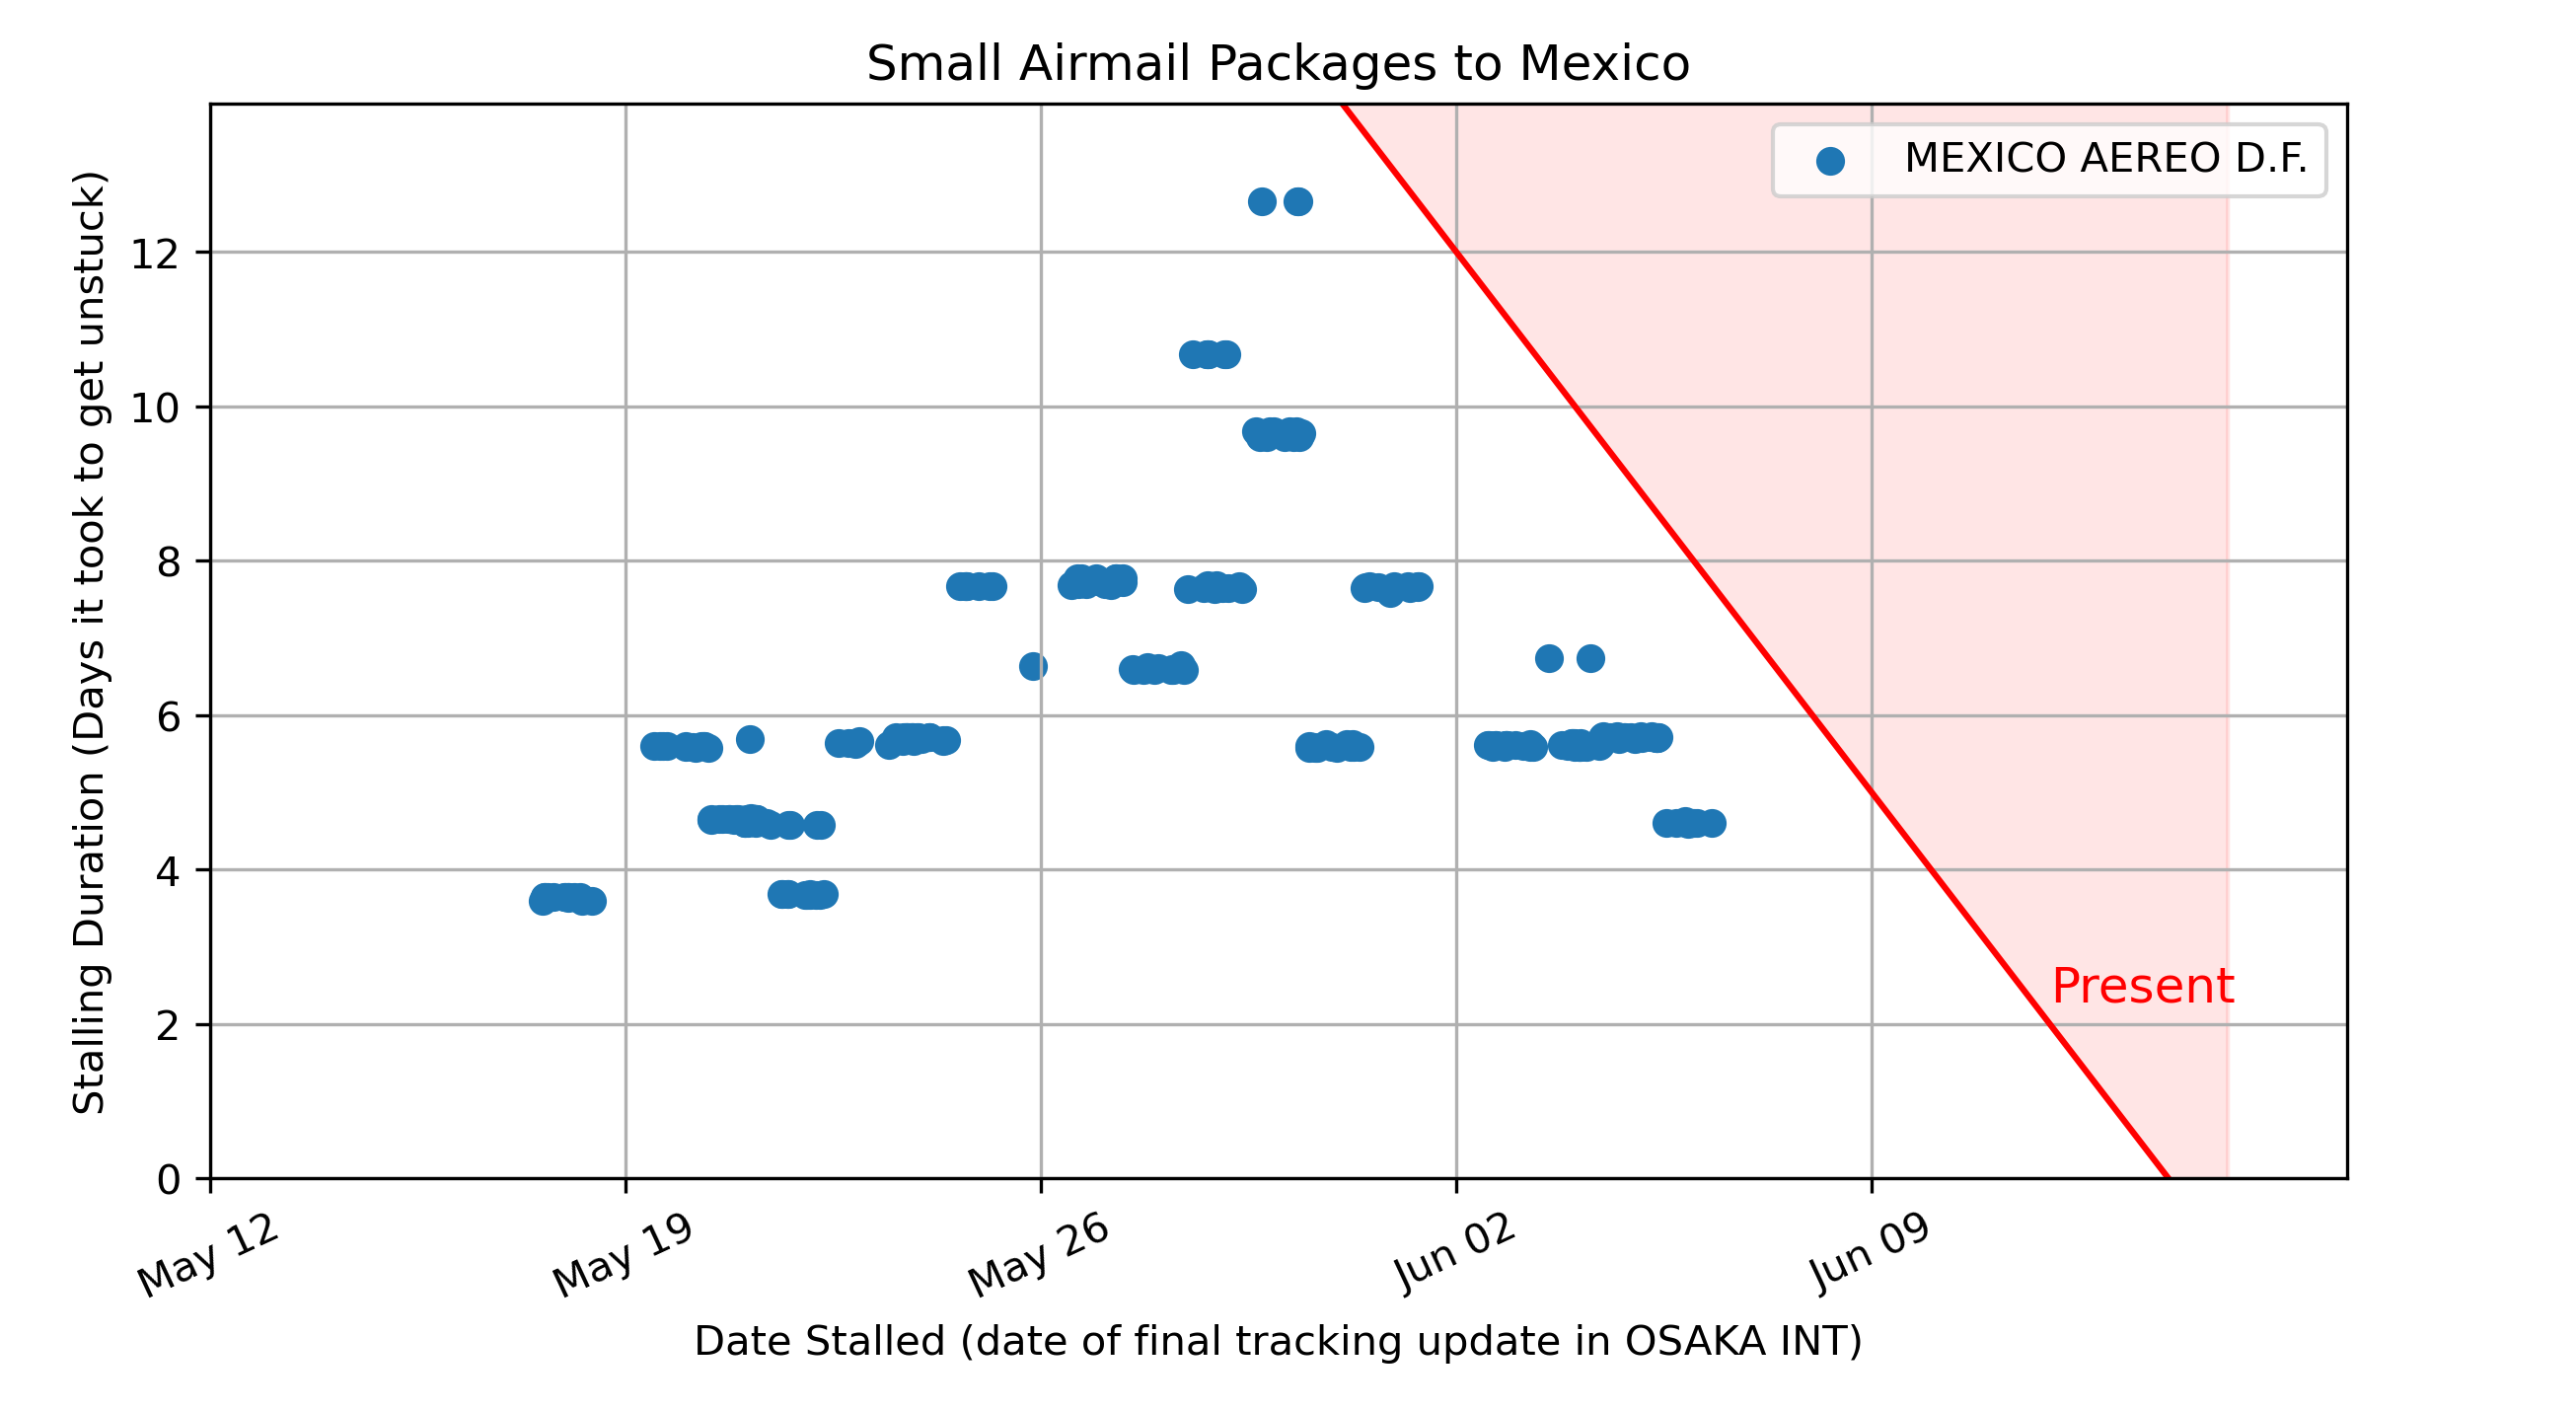 Small Airmail Packages to Mexico
MEXICO AEREO D.F.
Stalling Duration (Days it took to get unstuck)
12
10
8
6
4
2
0
Present
May 12
May 19
May 26
Jun 02
Jun 09
Date Stalled (date of final tracking update in OSAKA INT)